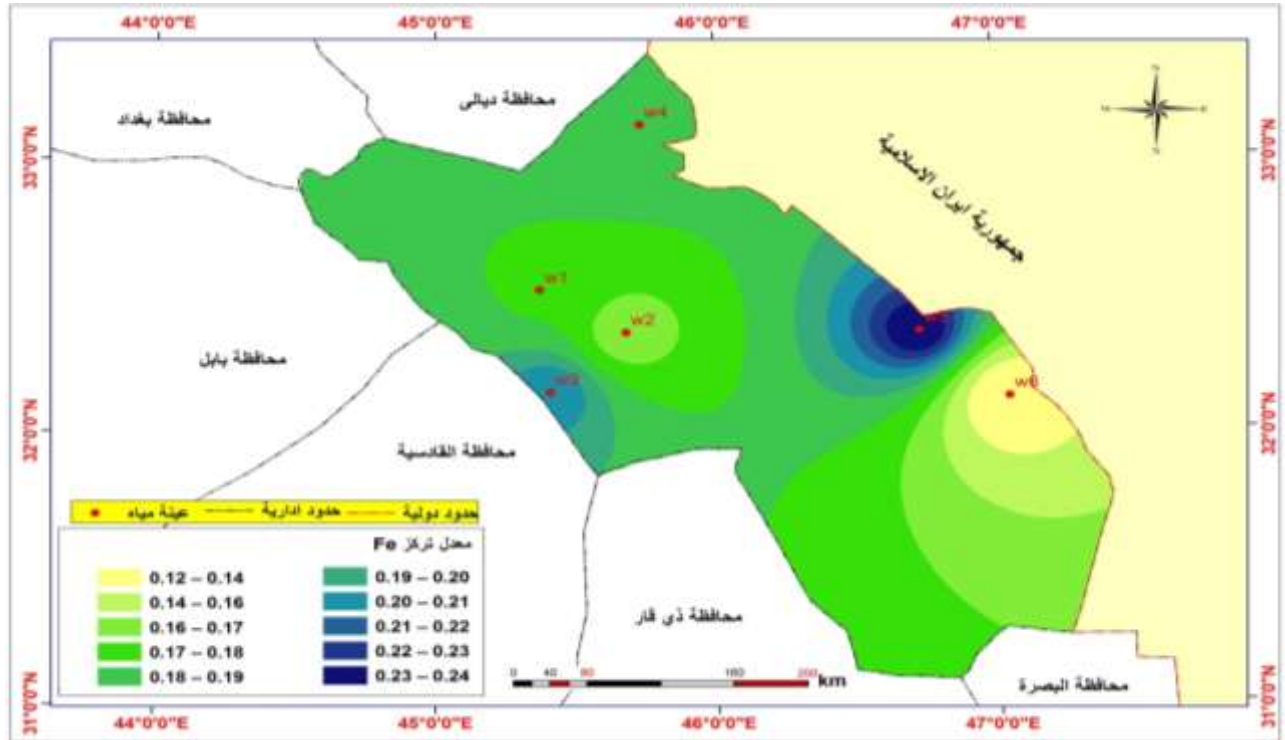 44°0'0"E 45°0'0"E 46°0'0"E 47°0'0"E
33°0'0"N
32°0'0"N
31°0'0"N
محافظة ديالى
محافظة بغداد
w4
جمهورية ايران الاسلامية
w1
w2
محافظة بابل
w3
w6
محافظة القادسية
عينة مياه
حدود ادارية
حدود دولية
معدل تركز Fe
0.12 – 0.14
0.14 – 0.16
0.16 – 0.17
0.17 – 0.18
0.18 – 0.19
0.19 – 0.20
0.20 – 0.21
0.21 – 0.22
0.22 – 0.23
0.23 – 0.24
محافظة ذي قار
محافظة البصرة
0 40 80 160 km
33°0'0"N
32°0'0"N
31°0'0"N
44°0'0"E 45°0'0"E 46°0'0"E 47°0'0"E